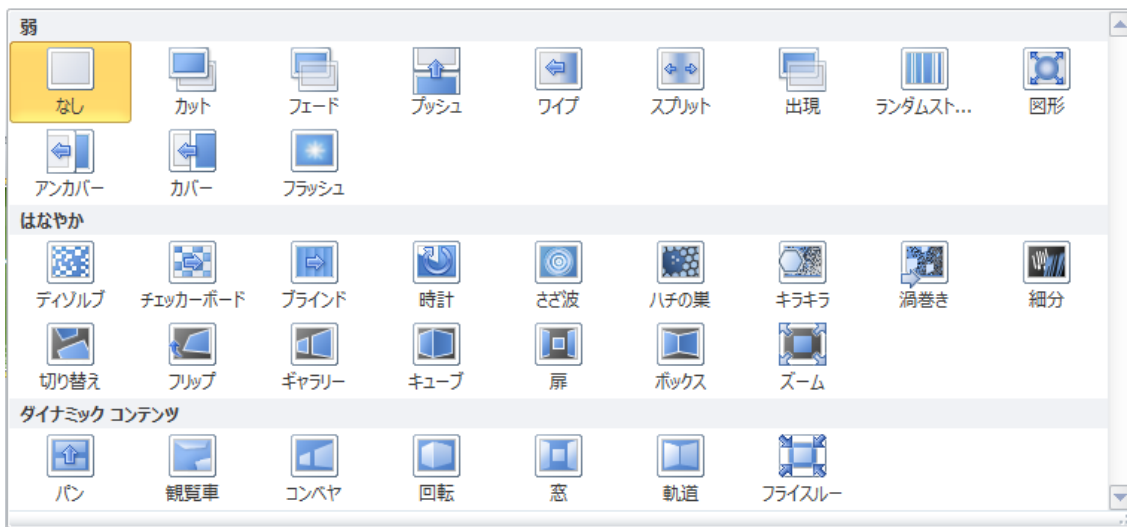 弱
なし カット フェード プッシュ ワイプ スプリット 出現 ランダムスト... 図形
アンカバー カバー フラッシュ
はなやか
ディゾルブ チェッカーボード ブラインド 時計 さざ波 ハチの巣 キラキラ 渦巻き 細分
切り替え フリップ ギャラリー キューブ 扉 ボックス ズーム
ダイナミック コンテンツ
パン 観覧車 コンベヤ 回転 窓 軌道 フライスルー